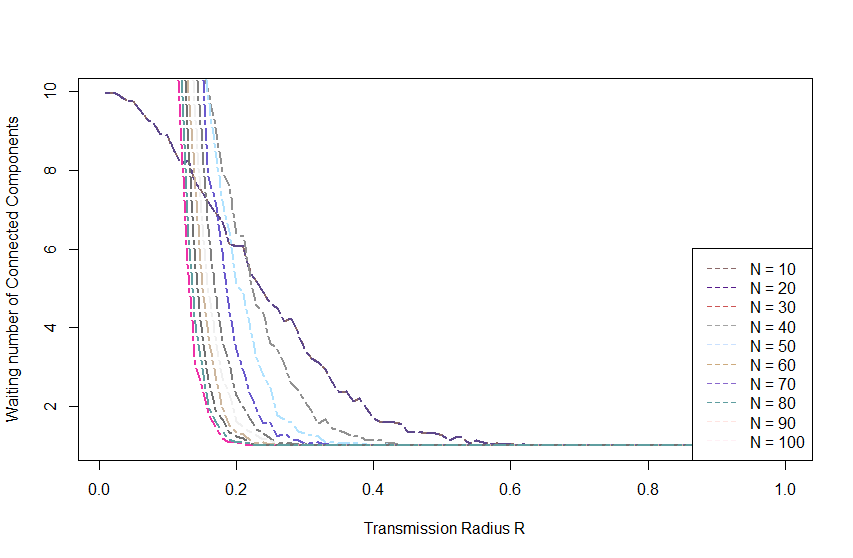 Waiting number of Connected Components
10
8
6
4
2
0.0 0.2 0.4 0.6 0.8 1.0
Transmission Radius R
N = 10
N = 20
N = 30
N = 40
N = 50
N = 60
N = 70
N = 80
N = 90
N = 100